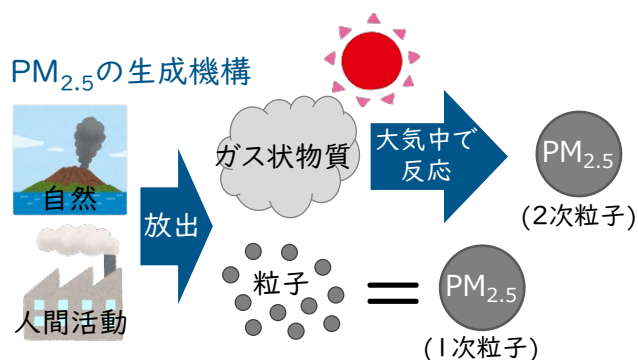 PM2.5の生成機構
自然
人間活動
放出
ガス状物質
大気中で
反応
PM2.5
(2次粒子)
粒子
=
PM2.5
(1次粒子)